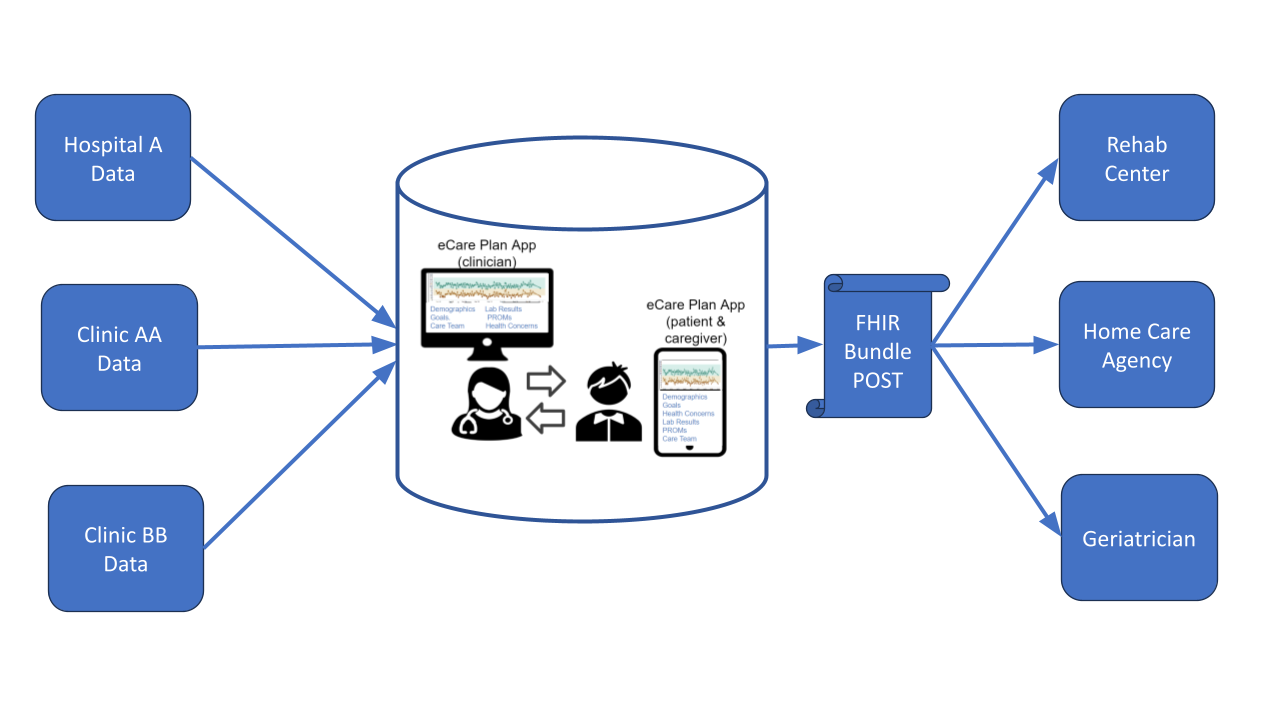 Hospital A
Data
Clinic AA
Data
Clinic BB
Data
eCare Plan App
(clinician)
Demographics Lab Results
Goals PROMs
Care Team Health Concerns
eCare Plan App
(patient &
caregiver)
Demographics
Goals
Health Concerns
Lab Results
PROMs
Care Team
FHIR
Bundle
POST
Rehab
Center
Home Care
Agency
Geriatrician